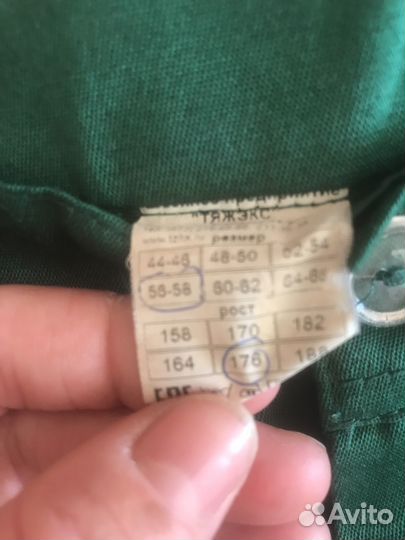 "ТЯЖЭКС"
размер
44-46 48-50 52-54
56-58 60-62 64-66
рост
158 170 182
164 176 188
Avito